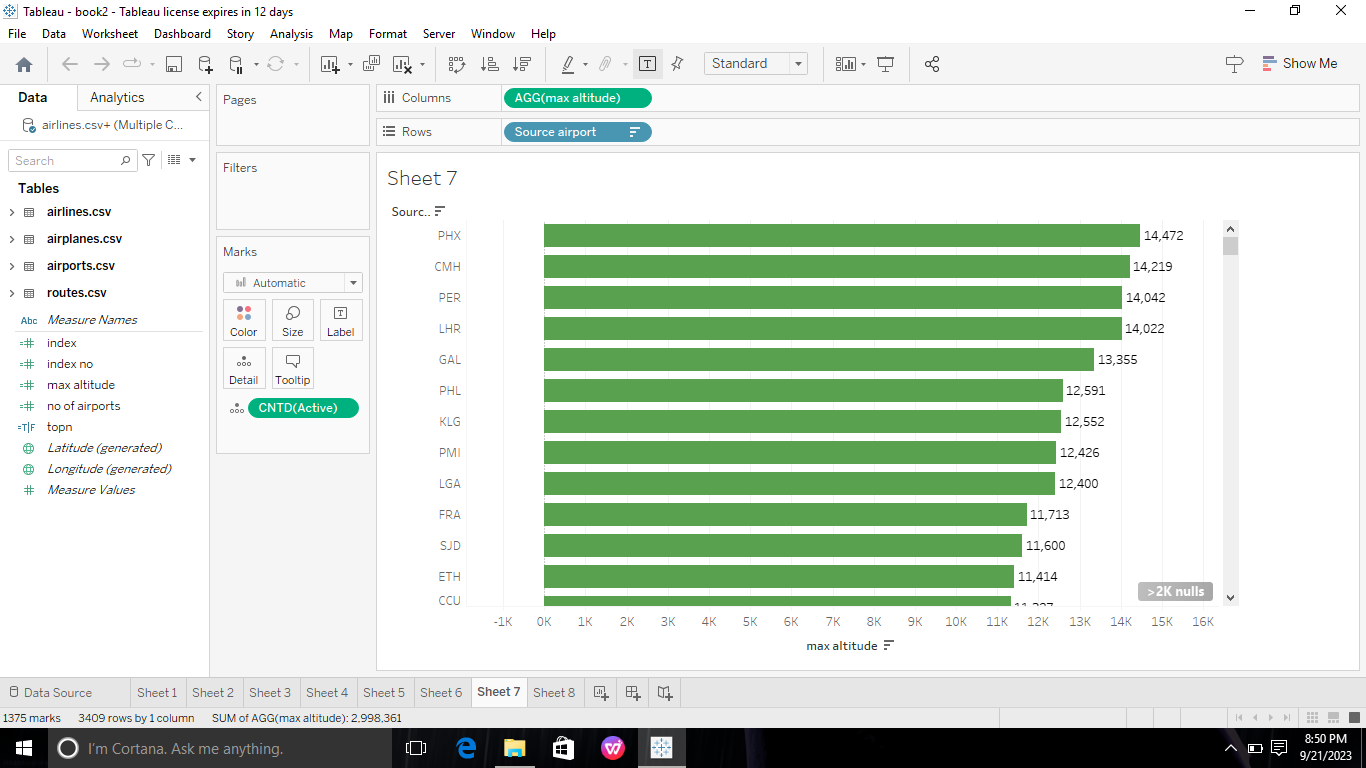 Tableau - book2 - Tableau license expires in 12 days
File Data Worksheet Dashboard Story Analysis Map Format Server Window Help
Standard
Show Me
Data Analytics
airlines.csv+ (Multiple C...
Search
Tables
airlines.csv
airplanes.csv
airports.csv
routes.csv
Abc Measure Names
index
index no
max altitude
no of airports
=T|F topn
Latitude (generated)
Longitude (generated)
Measure Values
Pages
Filters
Marks
Automatic
Color Size Label
Detail Tooltip
CNTD(Active)
Columns AGG(max altitude)
Rows Source airport
Sheet 7
Sourc..
PHX 14,472
CMH 14,219
PER 14,042
LHR 14,022
GAL 13,355
PHL 12,591
KLG 12,552
PMI 12,426
LGA 12,400
FRA 11,713
SJD 11,600
ETH 11,414
CCU
>2K nulls
-1K 0K 1K 2K 3K 4K 5K 6K 7K 8K 9K 10K 11K 12K 13K 14K 15K 16K
max altitude
Data Source Sheet 1 Sheet 2 Sheet 3 Sheet 4 Sheet 5 Sheet 6 Sheet 7 Sheet 8
1375 marks 3409 rows by 1 column SUM of AGG(max altitude): 2,998,361
I'm Cortana. Ask me anything.
8:50 PM
9/21/2023